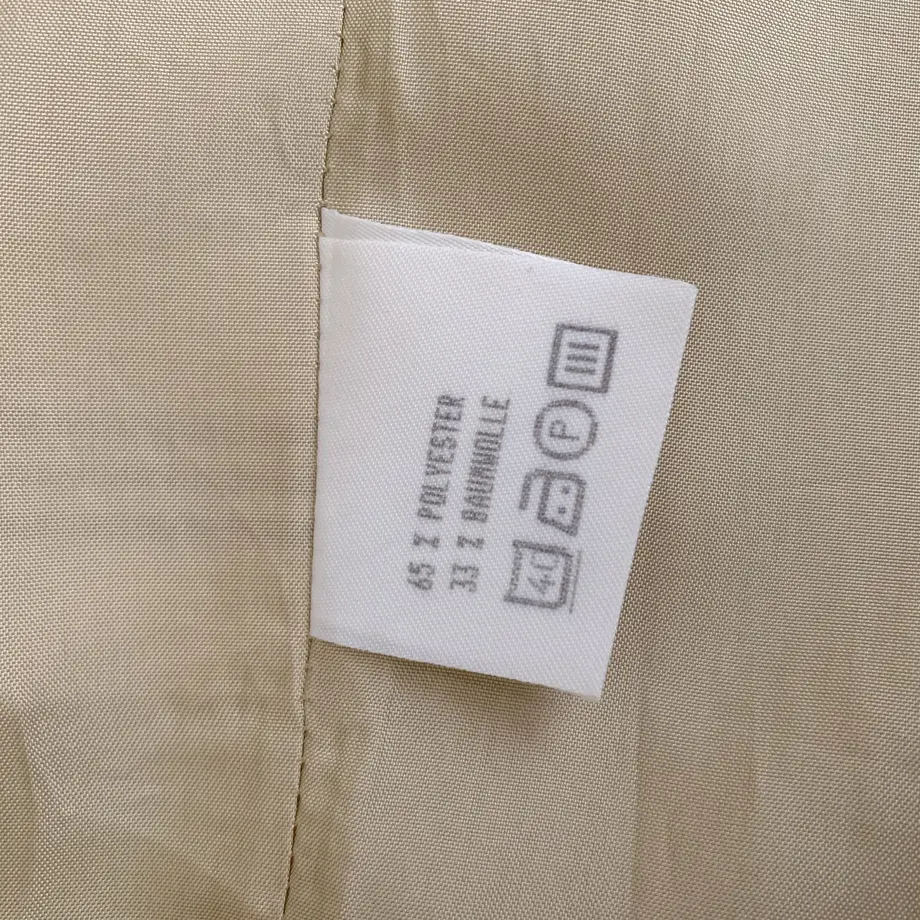 65 % POLYESTER
33 % BAUMWOLLE
40 P